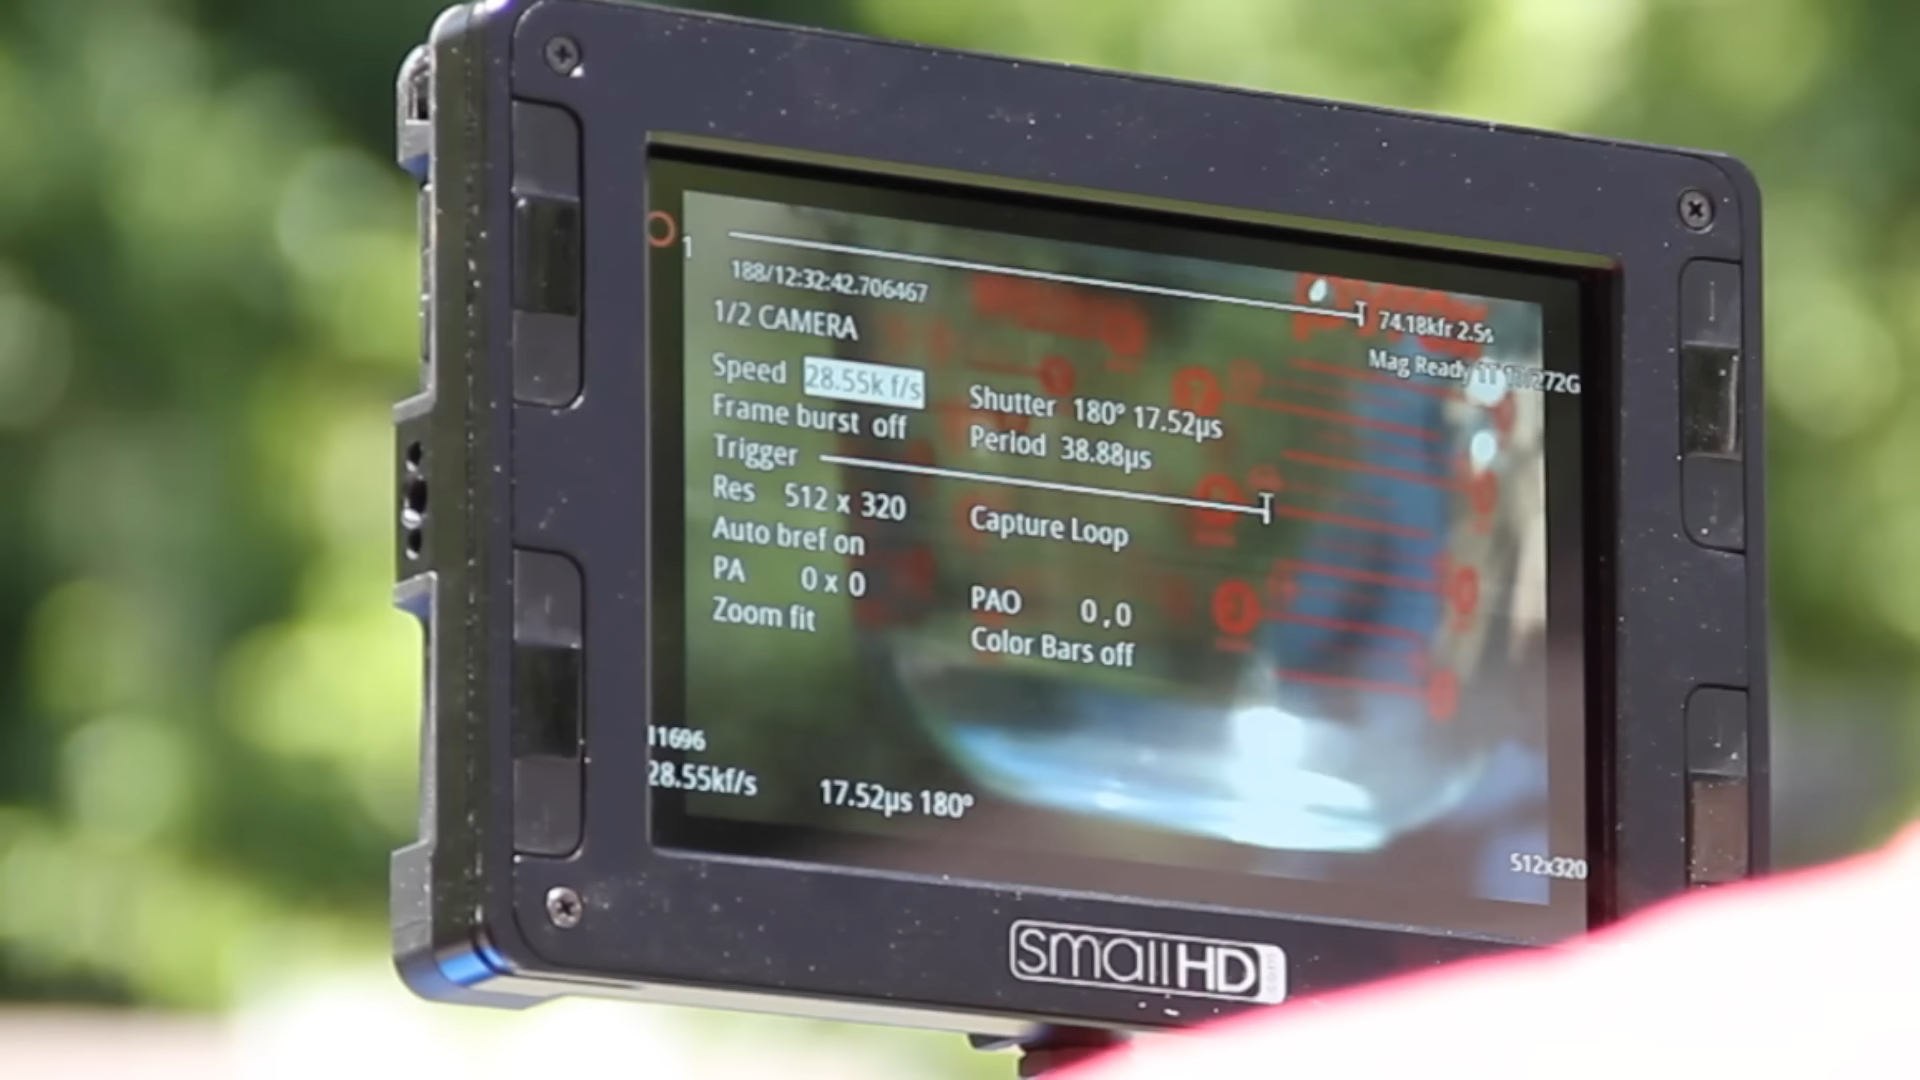 1
188/12:32:42.706467
74.18kfr 2.5s
1/2 CAMERA
Mag Ready
Speed 28.55k f/s
Shutter 180° 17.52µs
Frame burst off
Period 38.88µs
Trigger
Res 512 x 320
Capture Loop
Auto bref on
PA 0 x 0
PAO 0,0
Zoom fit
Color Bars off
11696
28.55kf/s 17.52µs 180°
512x320
smallHD